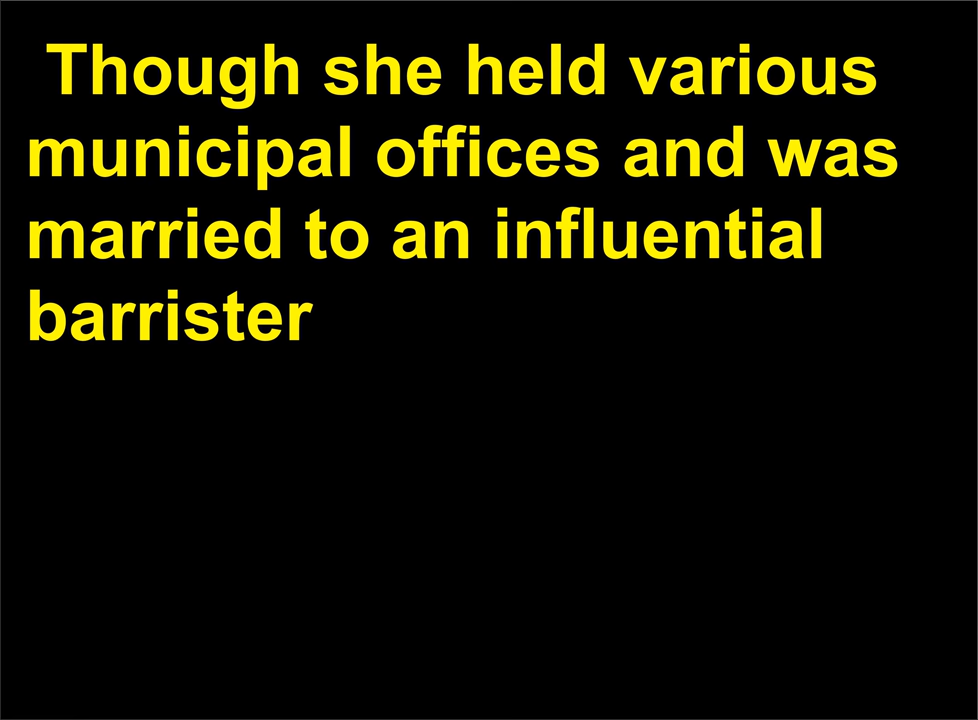 Though she held various
municipal offices and was
married to an influential
barrister